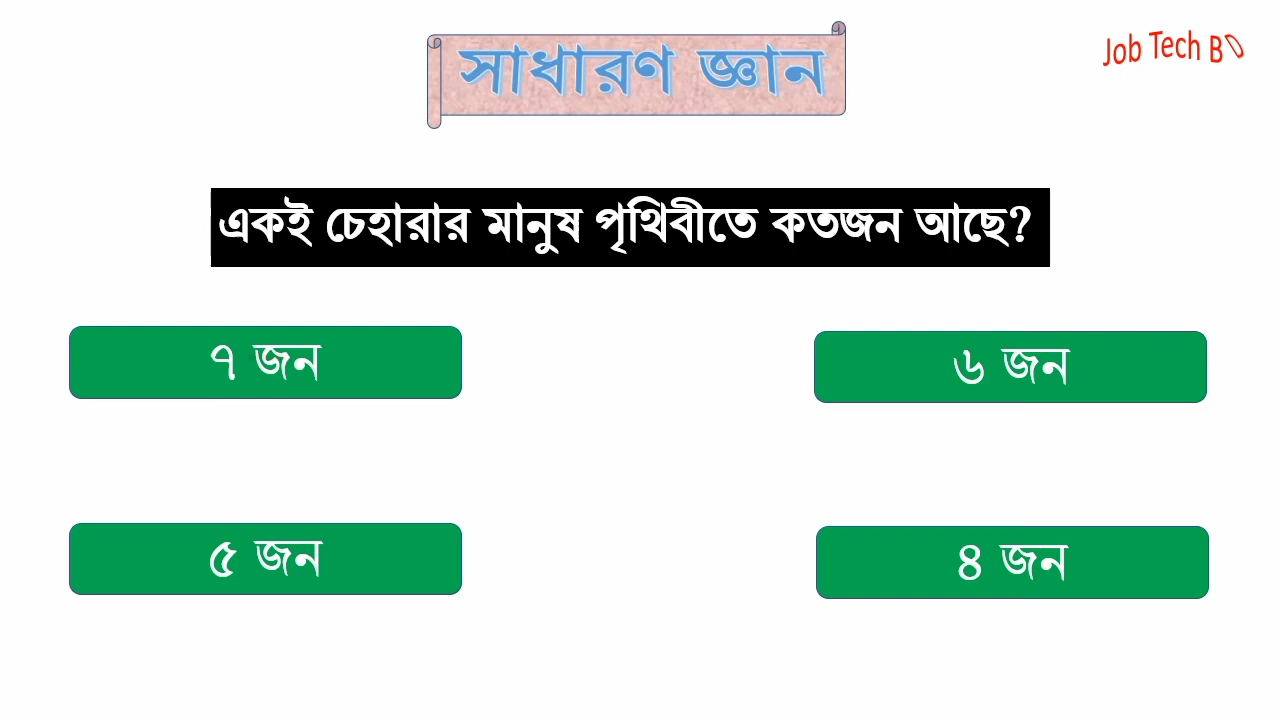 সাধারণ জ্ঞান
Job Tech BD
একই চেহারার মানুষ পৃথিবীতে কতজন আছে?
৭ জন
৬ জন
৫ জন
৪ জন